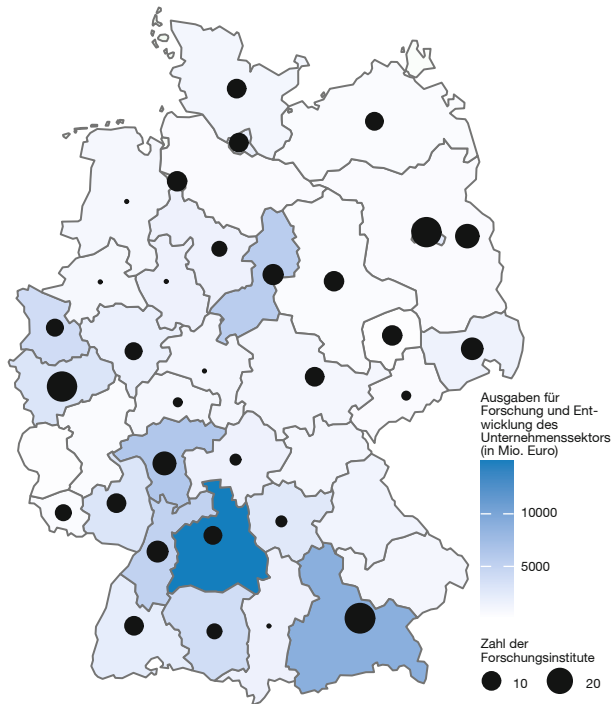 Ausgaben für
Forschung und Ent-
wicklung des
Unternehmenssektors
(in Mio. Euro)
10000
5000
Zahl der
Forschungsinstitute
10 20